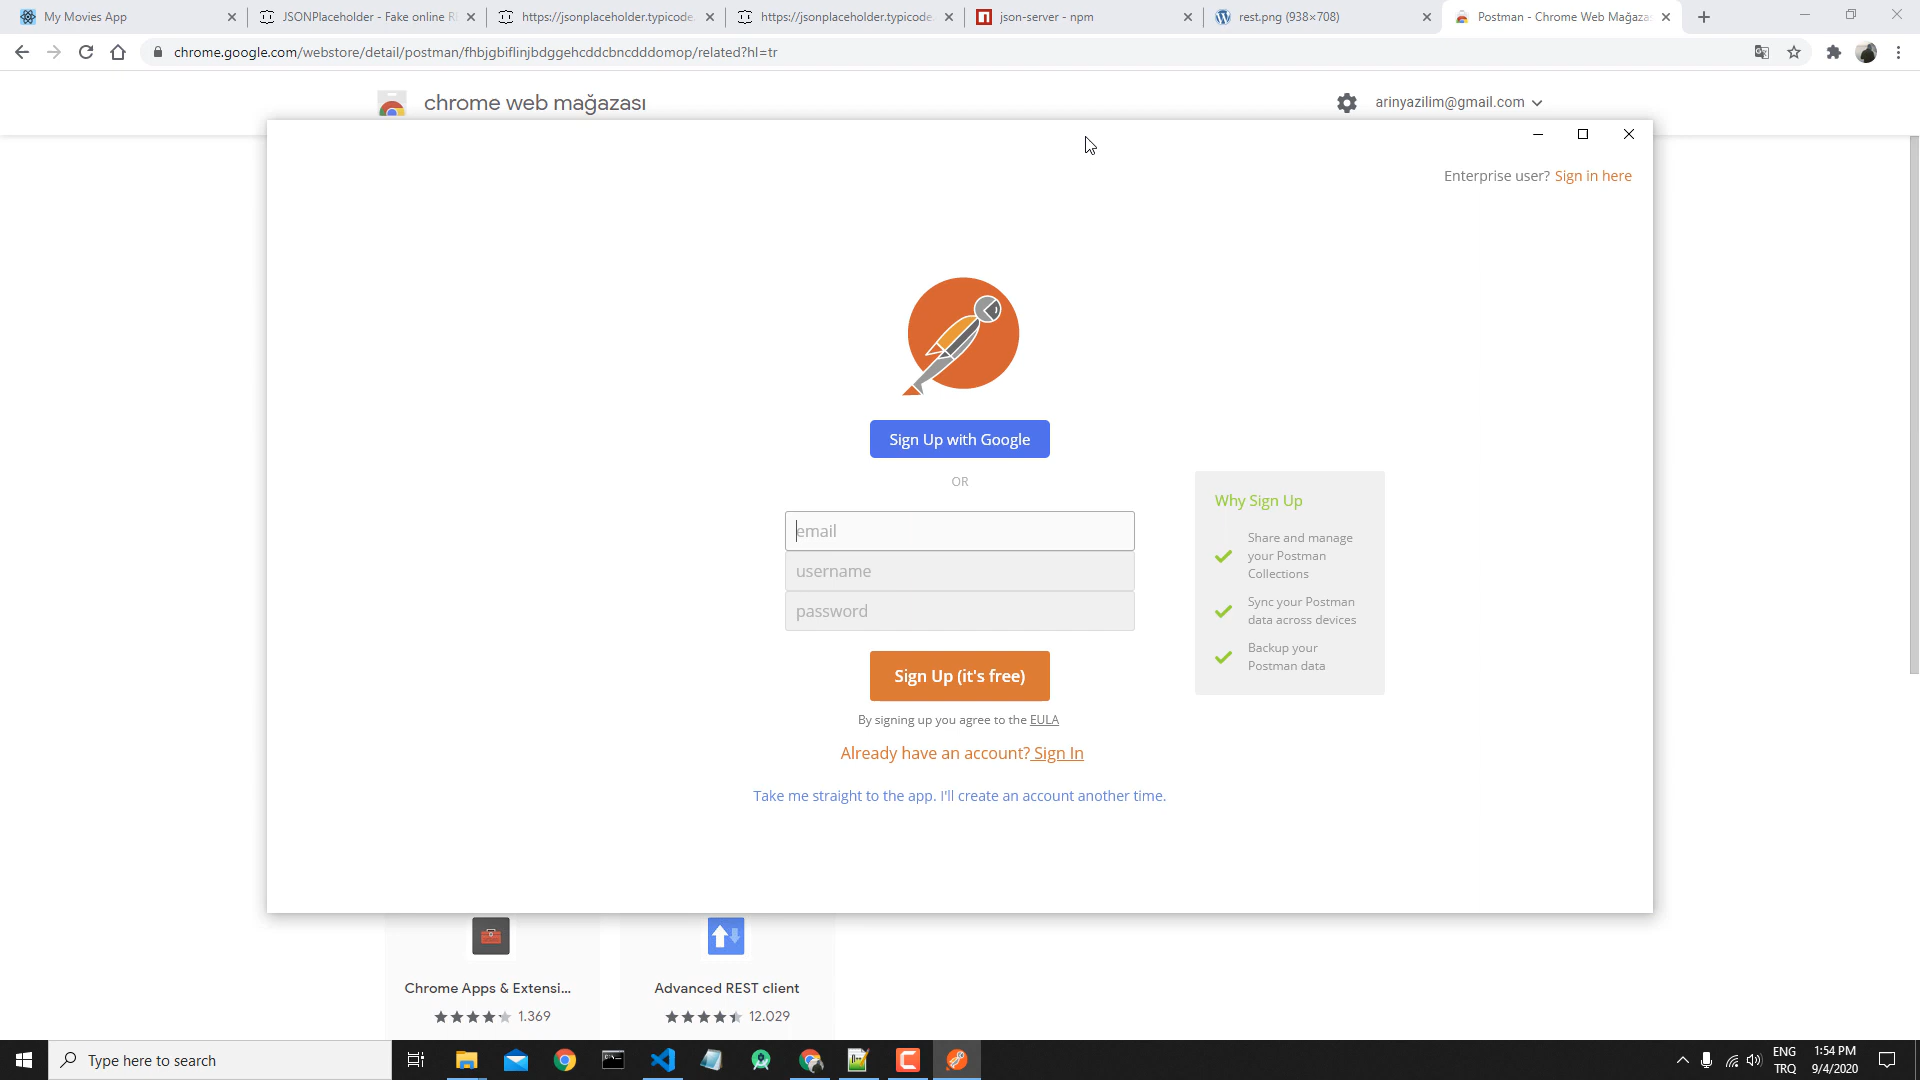 My Movies App
JSONPlaceholder - Fake online R
https://jsonplaceholder.typicode.
https://jsonplaceholder.typicode.
json-server - npm
rest.png (938×708)
Postman - Chrome Web Mağaza
chrome.google.com/webstore/detail/postman/fhbjgbiflinjbdggehcddcbncdddomop/related?hl=tr
chrome web mağazası
arinyazilim@gmail.com
Enterprise user? Sign in here
Sign Up with Google
OR
email
username
password
Sign Up (it's free)
By signing up you agree to the EULA
Already have an account? Sign In
Take me straight to the app. I'll create an account another time.
Why Sign Up
Share and manage
your Postman
Collections
Sync your Postman
data across devices
Backup your
Postman data
Chrome Apps & Extensi...
1.369
Advanced REST client
12.029
Type here to search
ENG
TRQ
1:54 PM
9/4/2020